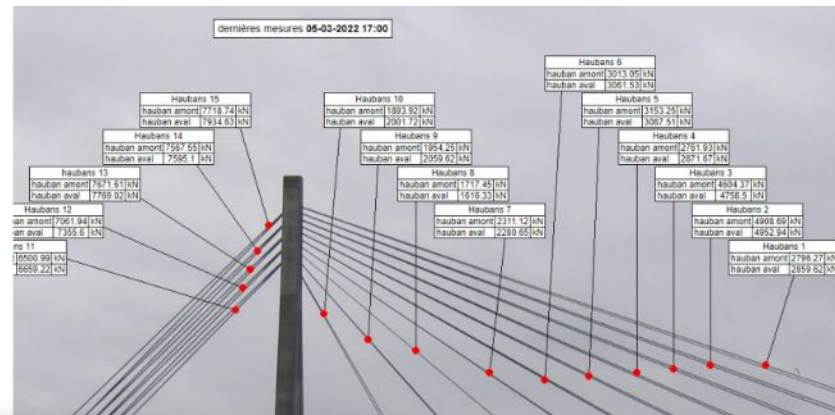 dernières mesures 05-03-2022 17:00
Haubans 6
hauban amont 3013.05 kN
hauban aval 3061.53 kN
Haubans 15
hauban amont 7718.74 kN
hauban aval 7934.63 kN
Haubans 10
hauban amont 1893.92 kN
hauban aval 2001.72 kN
Haubans 5
hauban amont 3153.25 kN
hauban aval 3087.51 kN
Haubans 14
hauban amont 7567.55 kN
hauban aval 7595.1 kN
Haubans 9
hauban amont 1954.25 kN
hauban aval 2059.62 kN
Haubans 4
hauban amont 2761.93 kN
hauban aval 2871.67 kN
haubans 13
hauban amont 7671.61 kN
hauban aval 7769.02 kN
Haubans 8
hauban amont 1717.45 kN
hauban aval 1616.33 kN
Haubans 3
hauban amont 4604.37 kN
hauban aval 4758.5 kN
Haubans 12
ban amont 7061.94 kN
ban aval 7355.6 kN
Haubans 7
hauban amont 2311.12 kN
hauban aval 2280.65 kN
Haubans 2
hauban amont 4908.69 kN
hauban aval 4952.94 kN
ns 11
6500.99 kN
6659.22 kN
Haubans 1
hauban amont 2796.27 kN
hauban aval 2859.62 kN